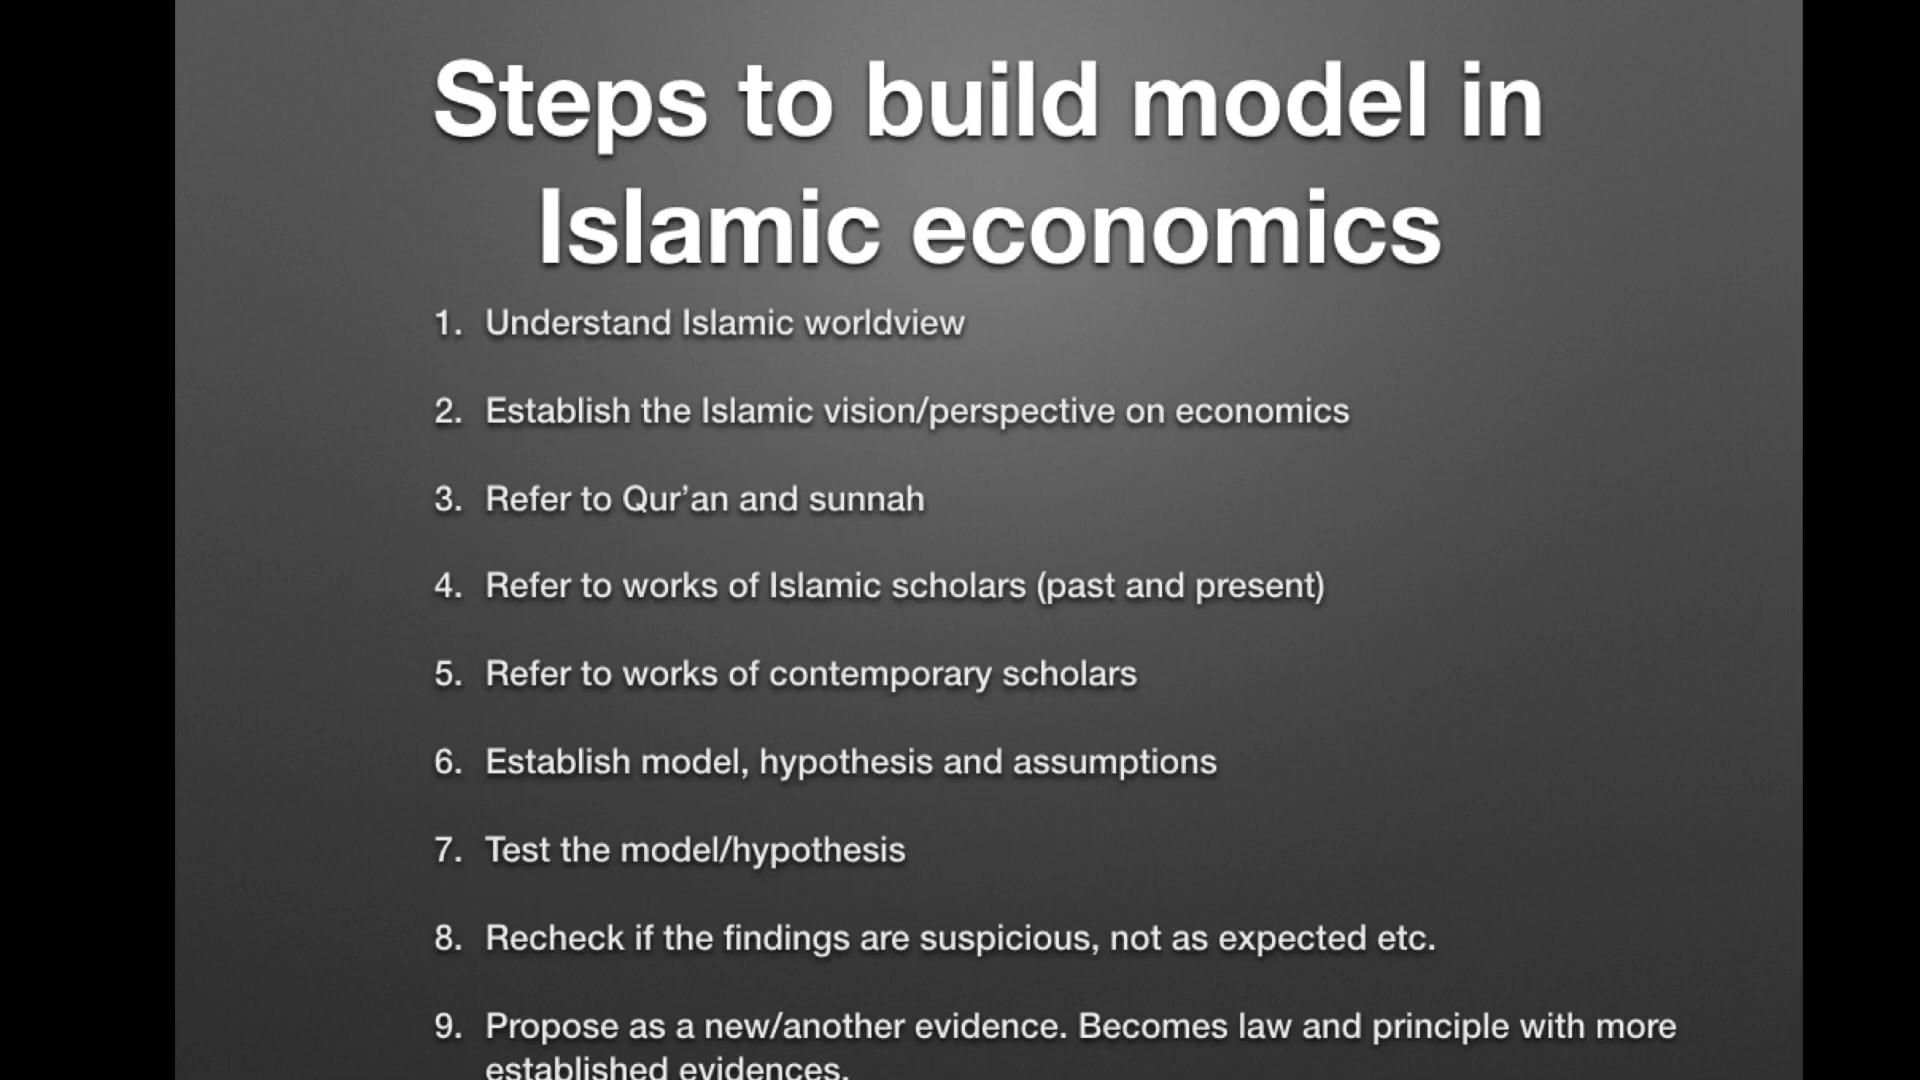 Steps to build model in
Islamic economics
1. Understand Islamic worldview
2. Establish the Islamic vision/perspective on economics
3. Refer to Qur’an and sunnah
4. Refer to works of Islamic scholars (past and present)
5. Refer to works of contemporary scholars
6. Establish model, hypothesis and assumptions
7. Test the model/hypothesis
8. Recheck if the findings are suspicious, not as expected etc.
9. Propose as a new/another evidence. Becomes law and principle with more
established evidences.